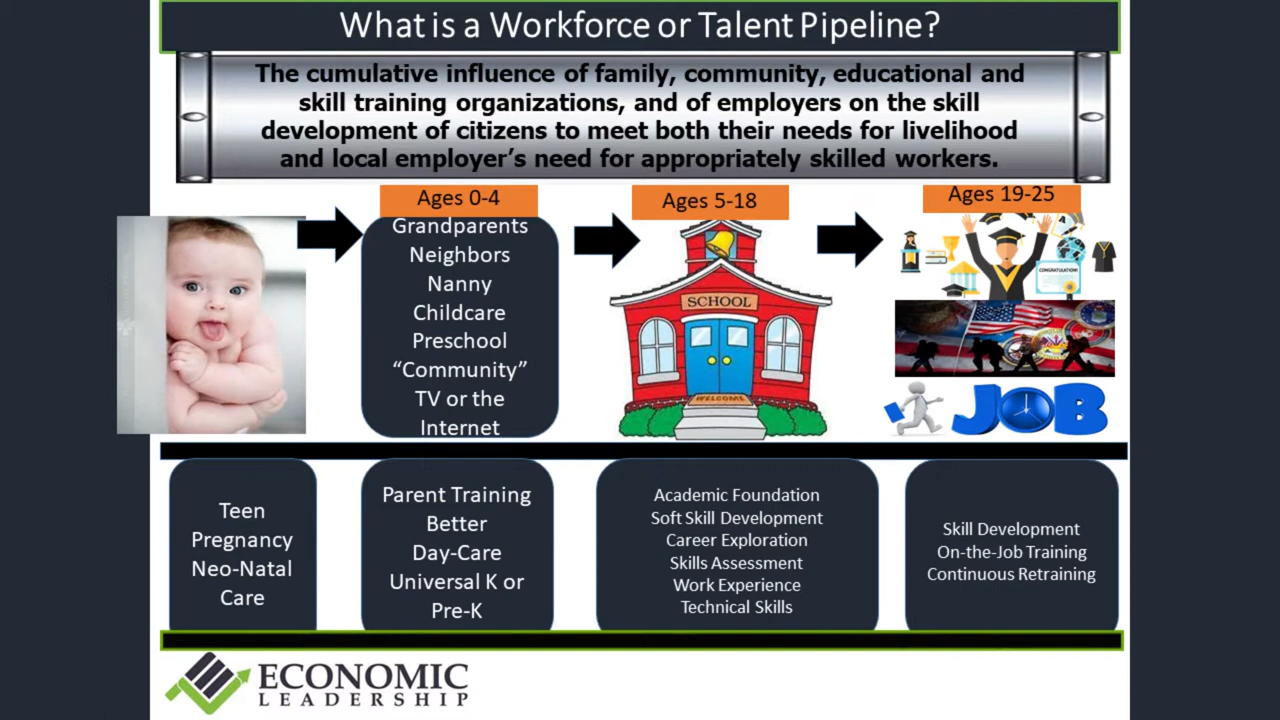 What is a Workforce or Talent Pipeline?
The cumulative influence of family, community, educational and
skill training organizations, and of employers on the skill
development of citizens to meet both their needs for livelihood
and local employer's need for appropriately skilled workers.
Ages 0-4
Grandparents
Neighbors
Nanny
Childcare
Preschool
“Community”
TV or the
Internet
Ages 5-18
SCHOOL
WELCOME
Ages 19-25
CONGRATULATION!
JOB
Teen
Pregnancy
Neo-Natal
Care
Parent Training
Better
Day-Care
Universal K or
Pre-K
Academic Foundation
Soft Skill Development
Career Exploration
Skills Assessment
Work Experience
Technical Skills
Skill Development
On-the-Job Training
Continuous Retraining
ECONOMIC
LEADERSHIP